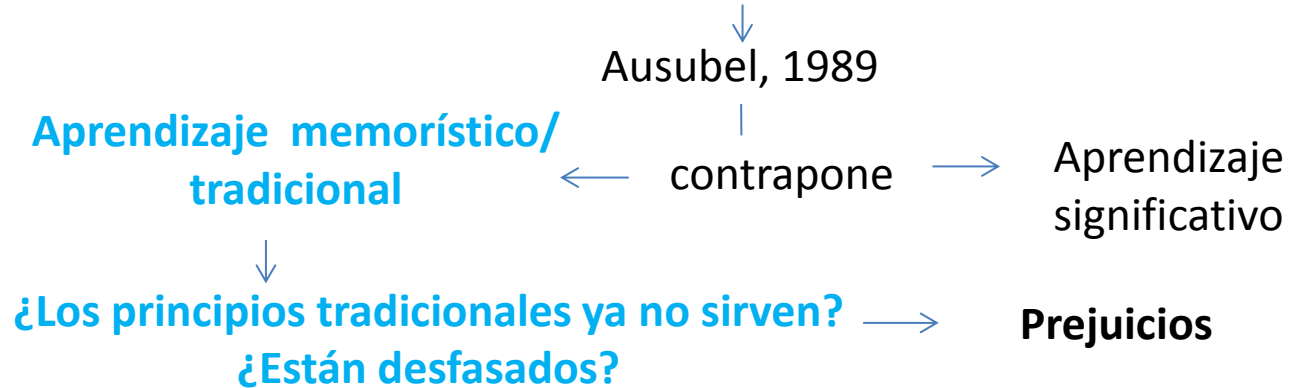 Ausubel, 1989
Aprendizaje memorístico/
tradicional
contrapone
Aprendizaje
significativo
¿Los principios tradicionales ya no sirven?
¿Están desfasados?
Prejuicios